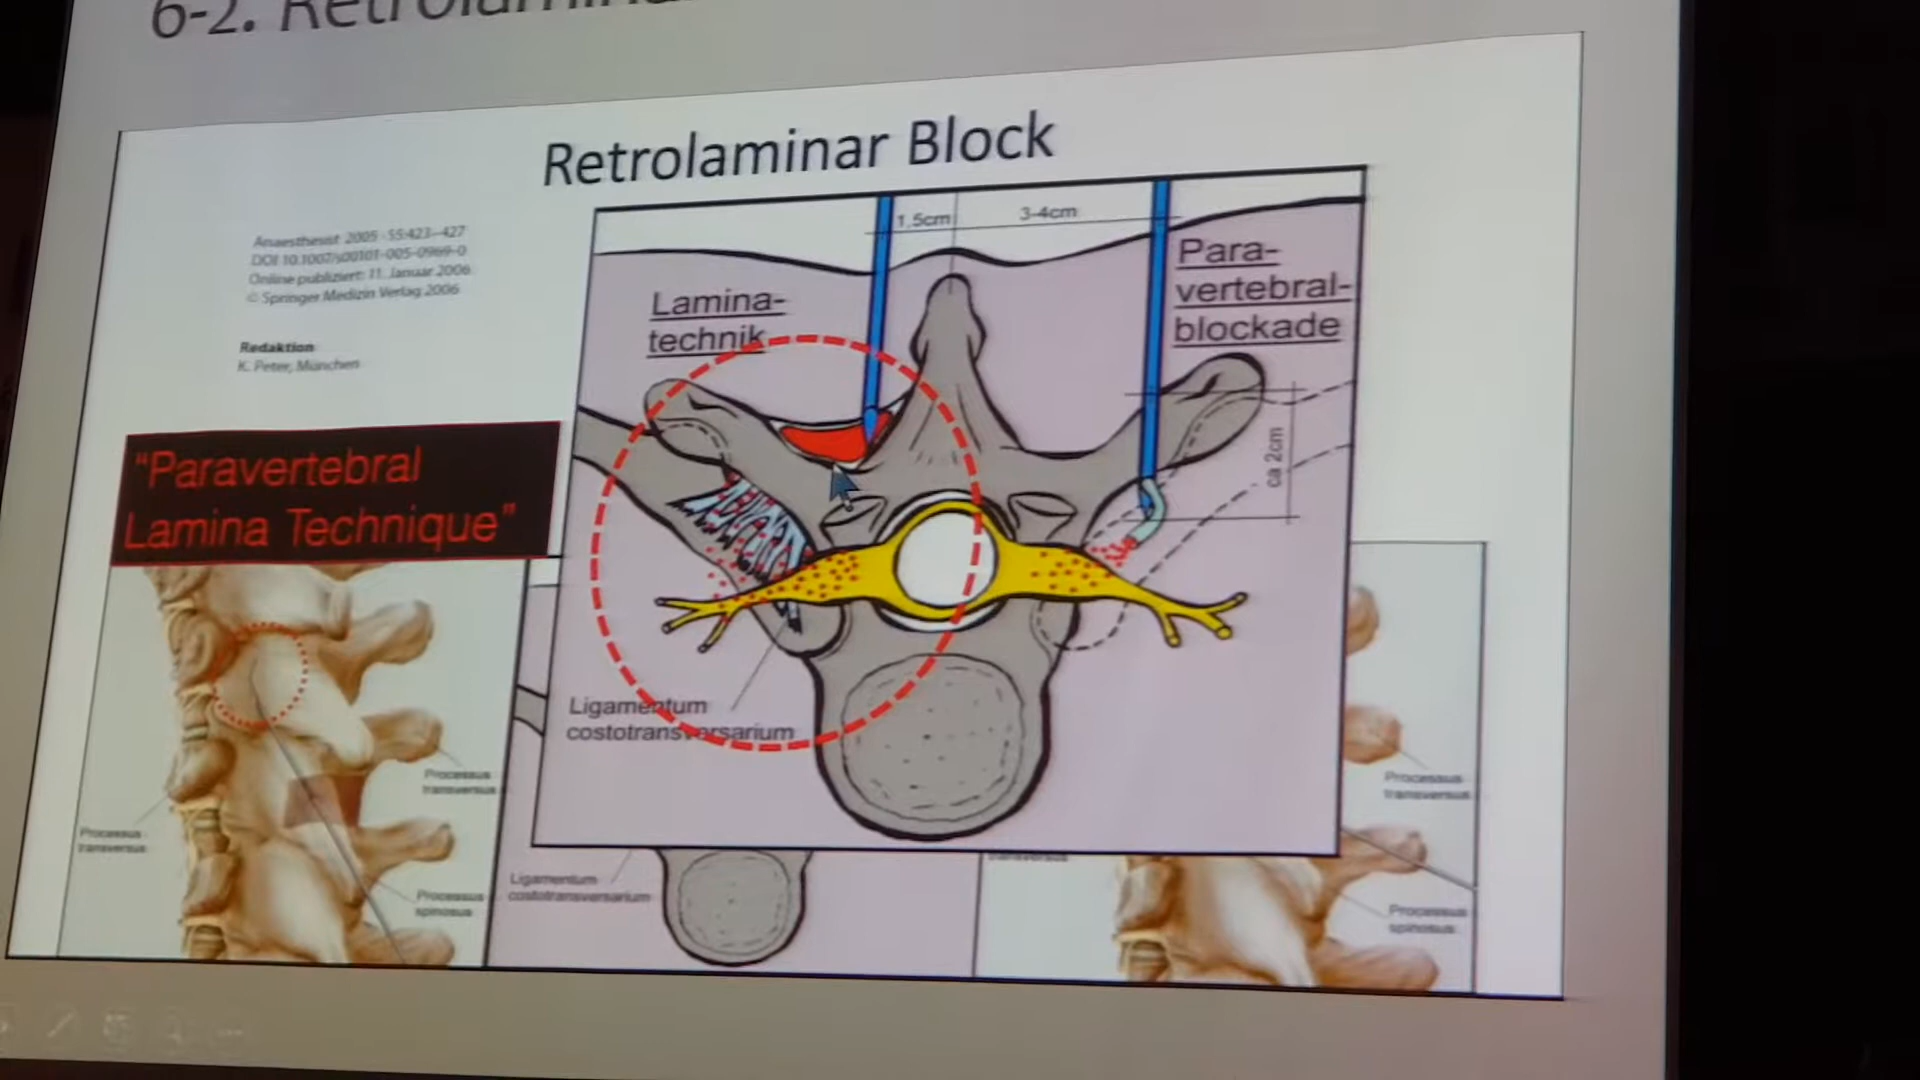 6-2. Retrolaminar
Retrolaminar Block
Anaesthesist 2005 · 55:423–427
DOI 10.1007/s00101-005-0969-0
Online publiziert: 11. Januar 2006
© Springer Medizin Verlag 2006
Redaktion
K. Peter, München
“Paravertebral
Lamina Technique”
1,5cm
3-4cm
Lamina-
technik
Para-
vertebral-
blockade
ca 2cm
Ligamentum
costotransversarium
Processus
transversus
Processus
transversus
Processus
spinosus
Ligamentum
costotransversarium
transversus
Processus
transversus
Processus
spinosus